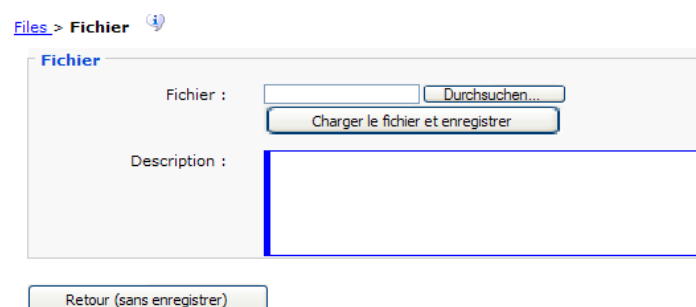 Files > Fichier
Fichier
Fichier :
Durchsuchen...
Charger le fichier et enregistrer
Description :
Retour (sans enregistrer)